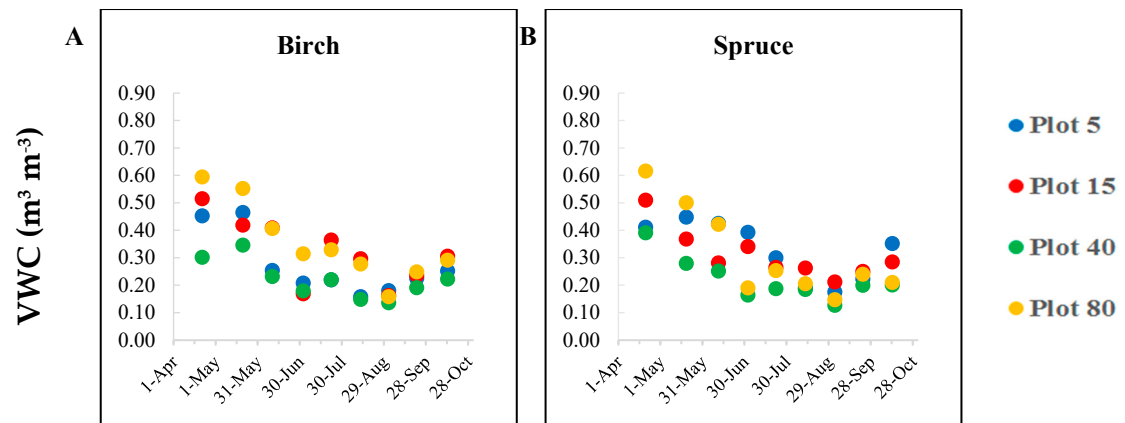 A
Birch
VWC (m³ m⁻³)
0.90
0.80
0.70
0.60
0.50
0.40
0.30
0.20
0.10
0.00
1-Apr
1-May
31-May
30-Jun
30-Jul
29-Aug
28-Sep
28-Oct
B
Spruce
0.90
0.80
0.70
0.60
0.50
0.40
0.30
0.20
0.10
0.00
1-Apr
1-May
31-May
30-Jun
30-Jul
29-Aug
28-Sep
28-Oct
Plot 5
Plot 15
Plot 40
Plot 80